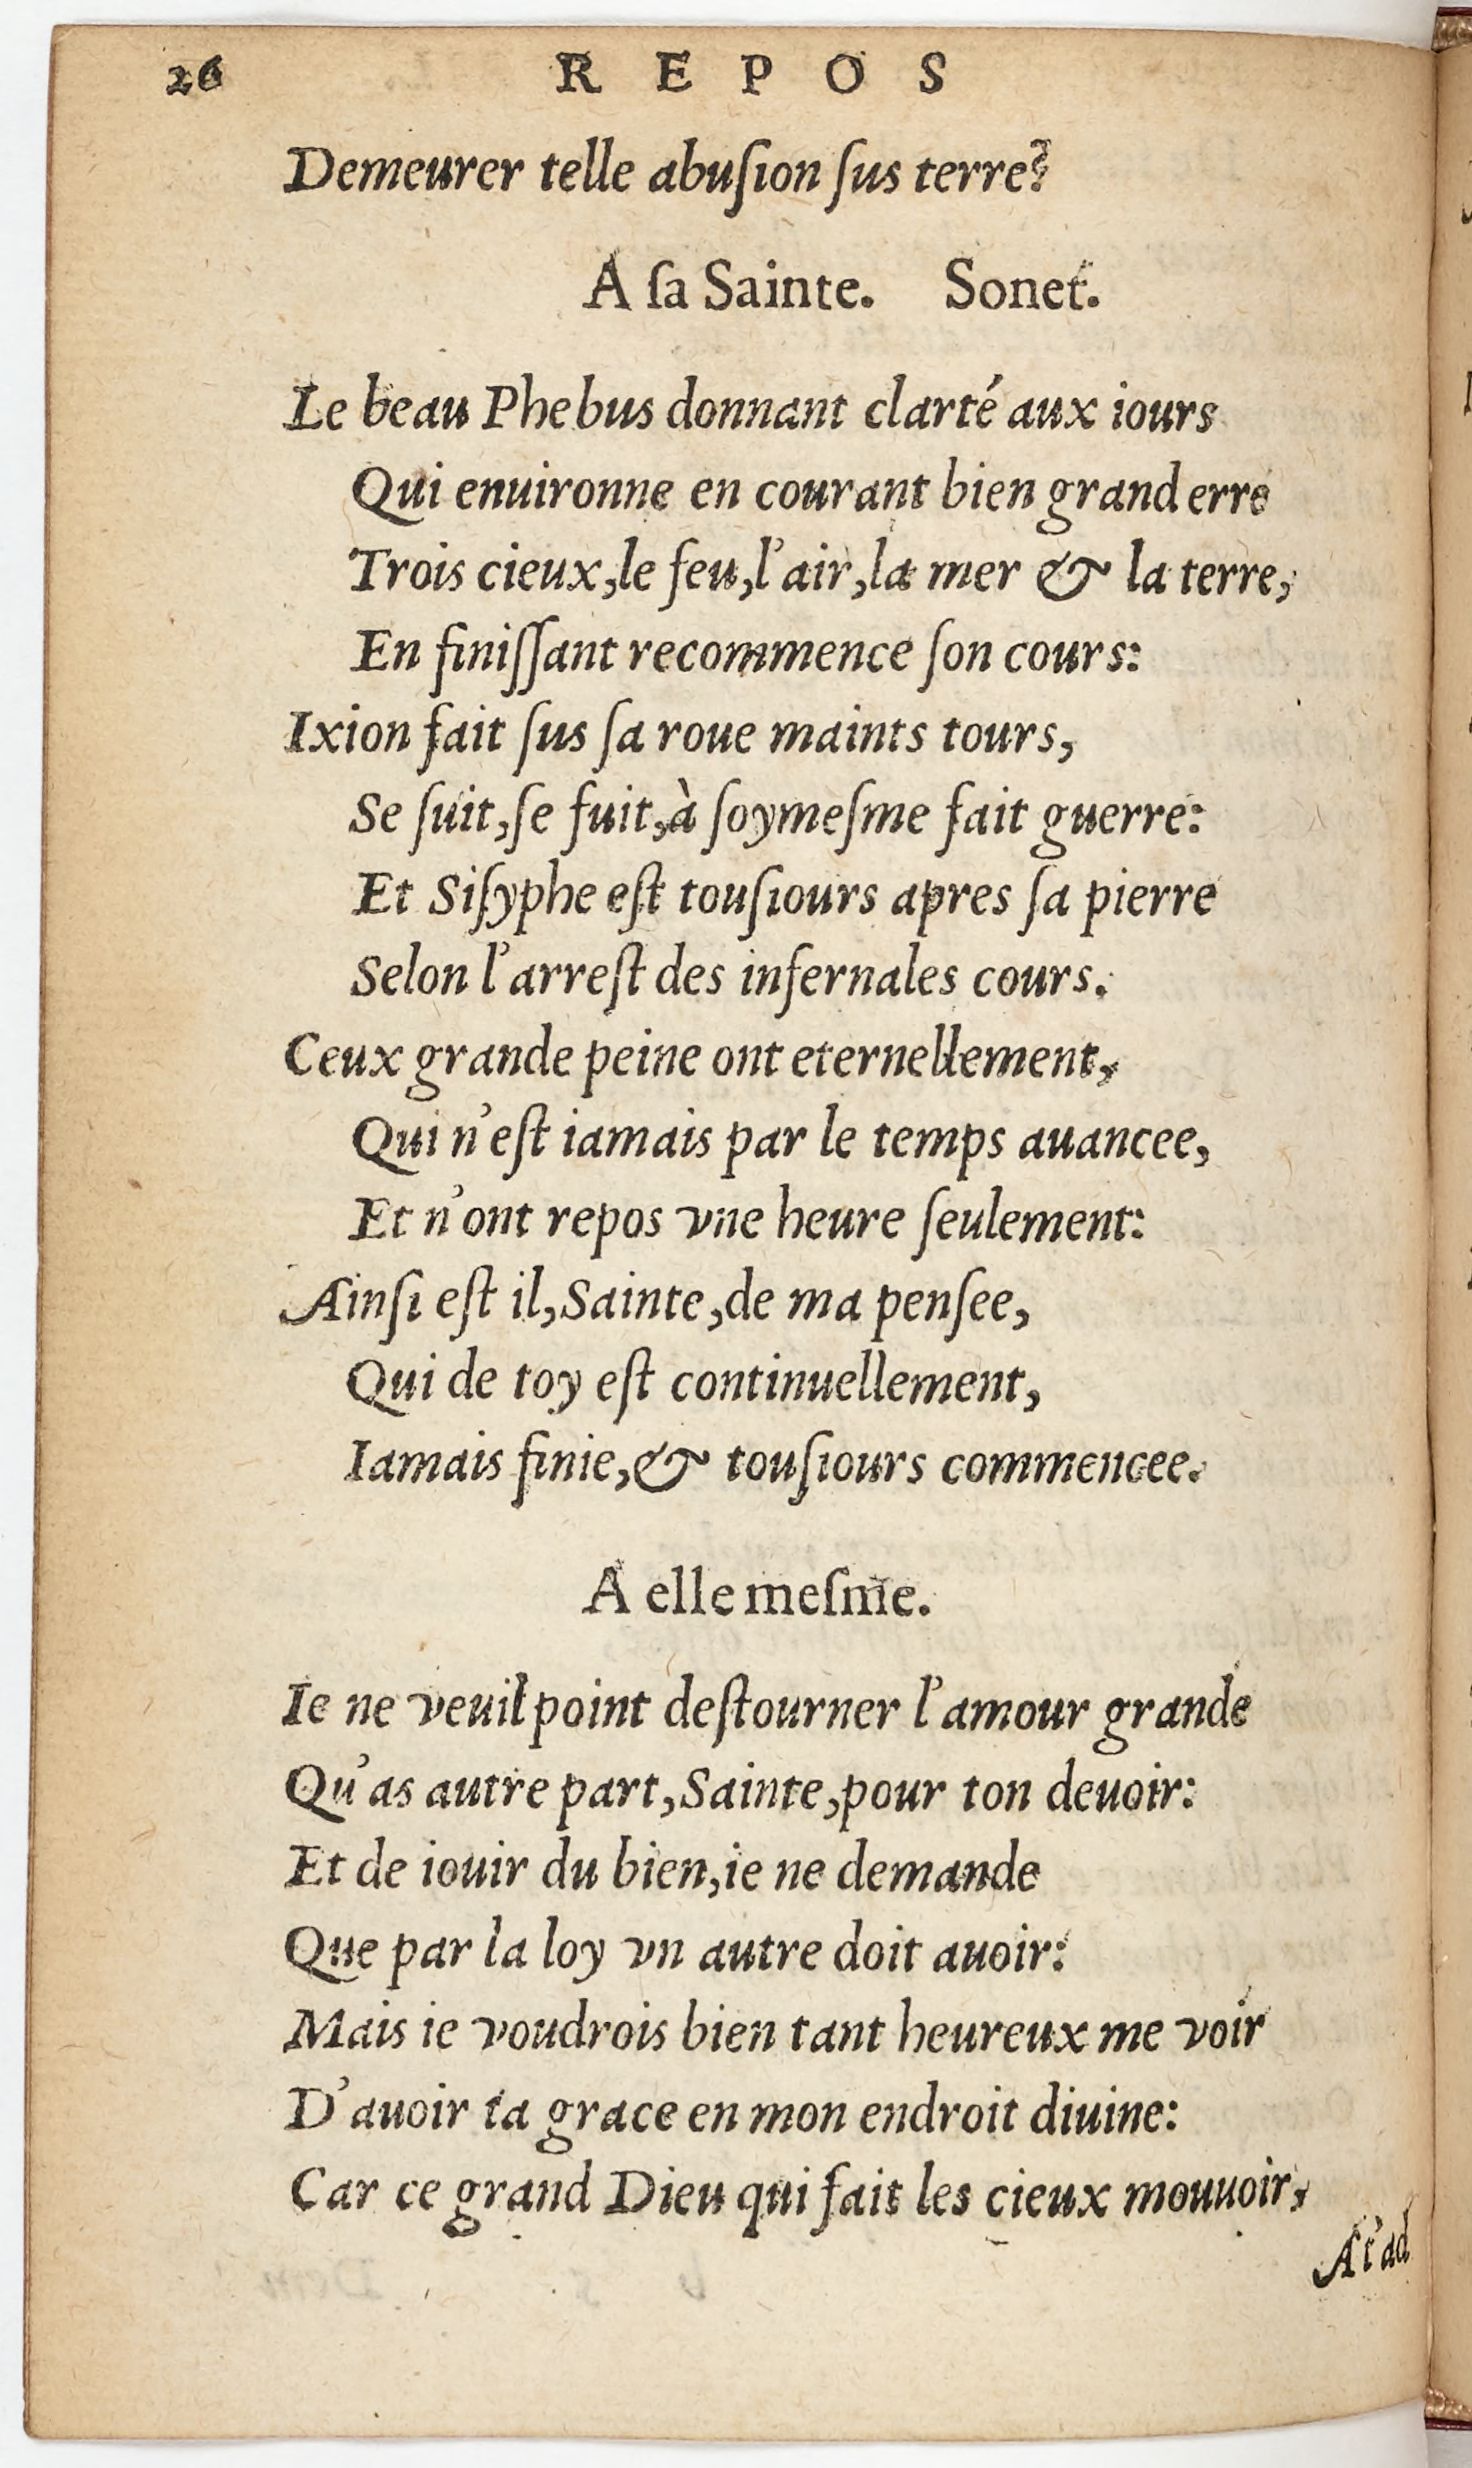 26 REPOS
Demeurer telle abuſion ſus terre?
A ſa Sainte. Sonet.
Le beau Phebus donnant clarté aux iours
Qui enuironne en courant bien grand erre
Trois cieux, le feu, l'air, la mer & la terre,
En finiſſant recommence ſon cours:
Ixion fait ſus ſa roue maints tours,
Se ſuit, ſe fuit, à ſoymeſme fait guerre:
Et Siſyphe eſt touſiours apres ſa pierre
Selon l'arreſt des infernales cours.
Ceux grande peine ont eternellement,
Qui n'eſt iamais par le temps auancee,
Et n'ont repos vne heure ſeulement:
Ainſi eſt il, Sainte, de ma penſee,
Qui de toy eſt continuellement,
Iamais finie, & touſiours commencee.
A elle meſme.
Ie ne veuil point deſtourner l'amour grande
Qu'as autre part, Sainte, pour ton deuoir:
Et de iouir du bien, ie ne demande
Que par la loy vn autre doit auoir:
Mais ie voudrois bien tant heureux me voir
D'auoir ta grace en mon endroit diuine:
Car ce grand Dieu qui fait les cieux mouuoir,
At'ad